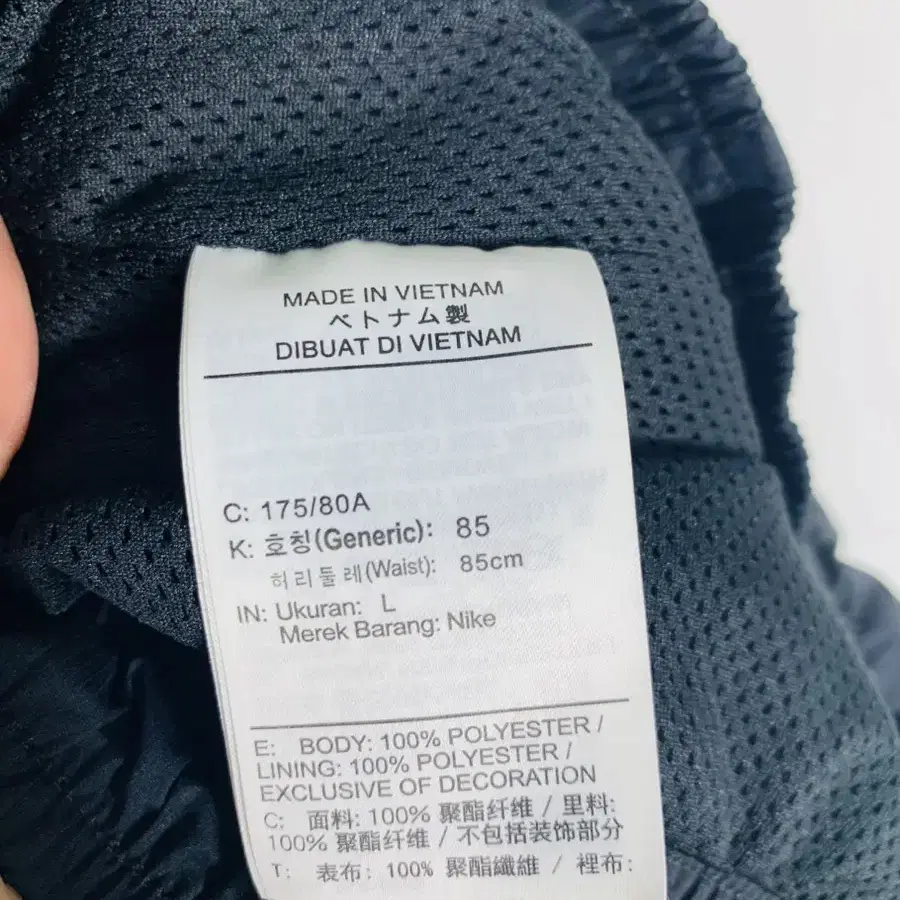 MADE IN VIETNAM
ベトナム製
DIBUAT DI VIETNAM
C: 175/80A
K: 호칭(Generic): 85
허리둘레(Waist): 85cm
IN: Ukuran: L
Merek Barang: Nike
E: BODY: 100% POLYESTER /
LINING: 100% POLYESTER /
EXCLUSIVE OF DECORATION
C: 面料: 100% 聚酯纤维 / 里料:
100% 聚酯纤维 / 不包括装饰部分
T: 表布: 100% 聚酯纖維 / 裡布: